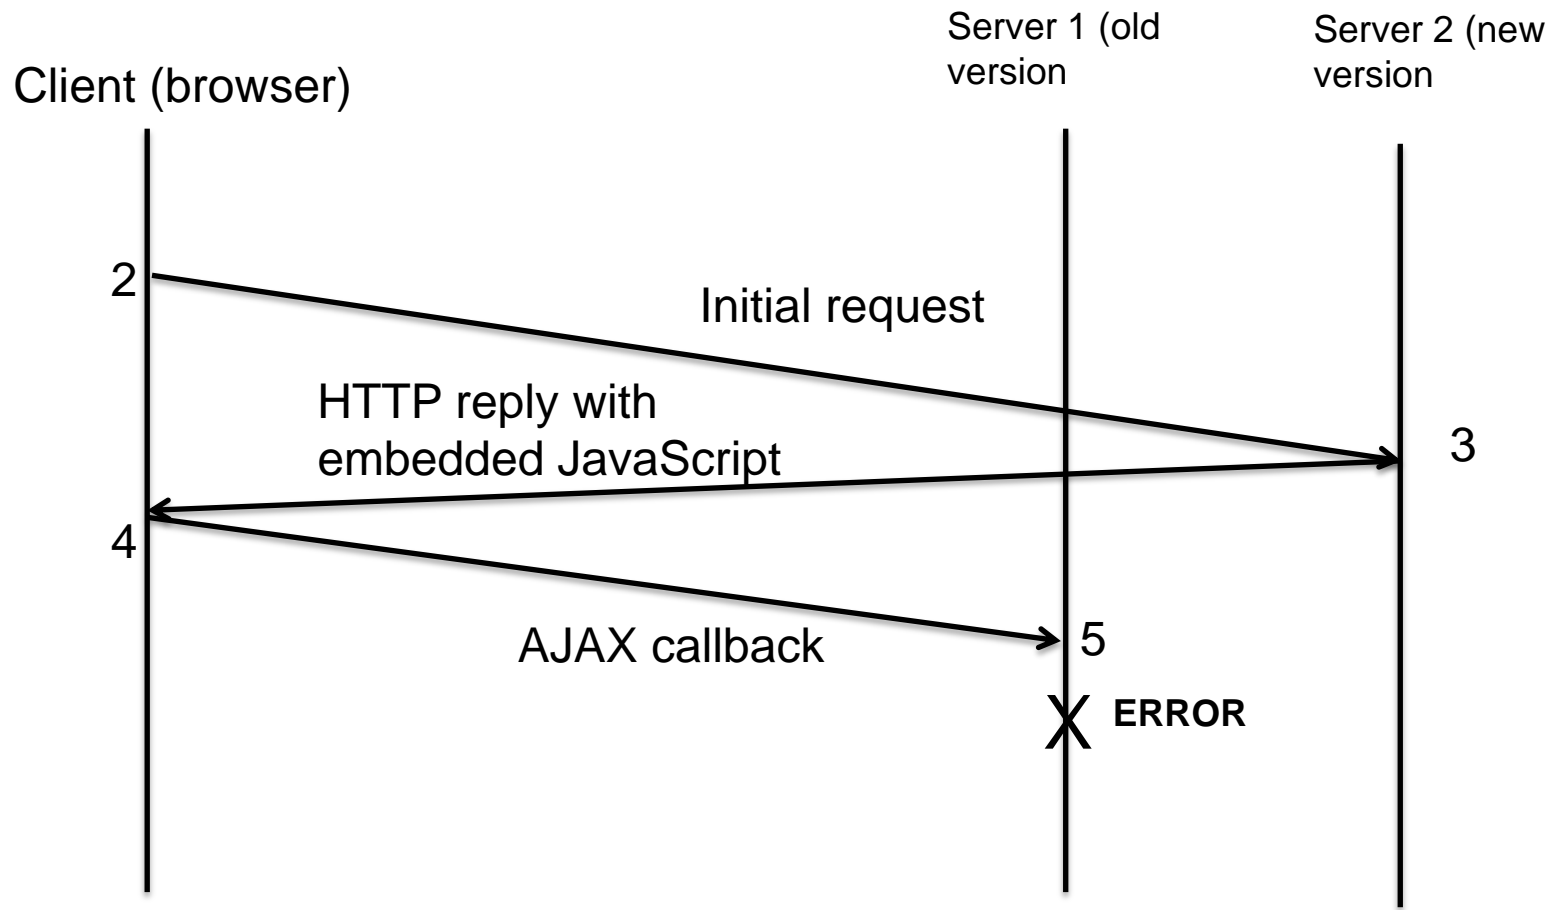 Server 1 (old
version
Server 2 (new
version
Client (browser)
2
Initial request
HTTP reply with
embedded JavaScript
3
4
AJAX callback
5
X ERROR